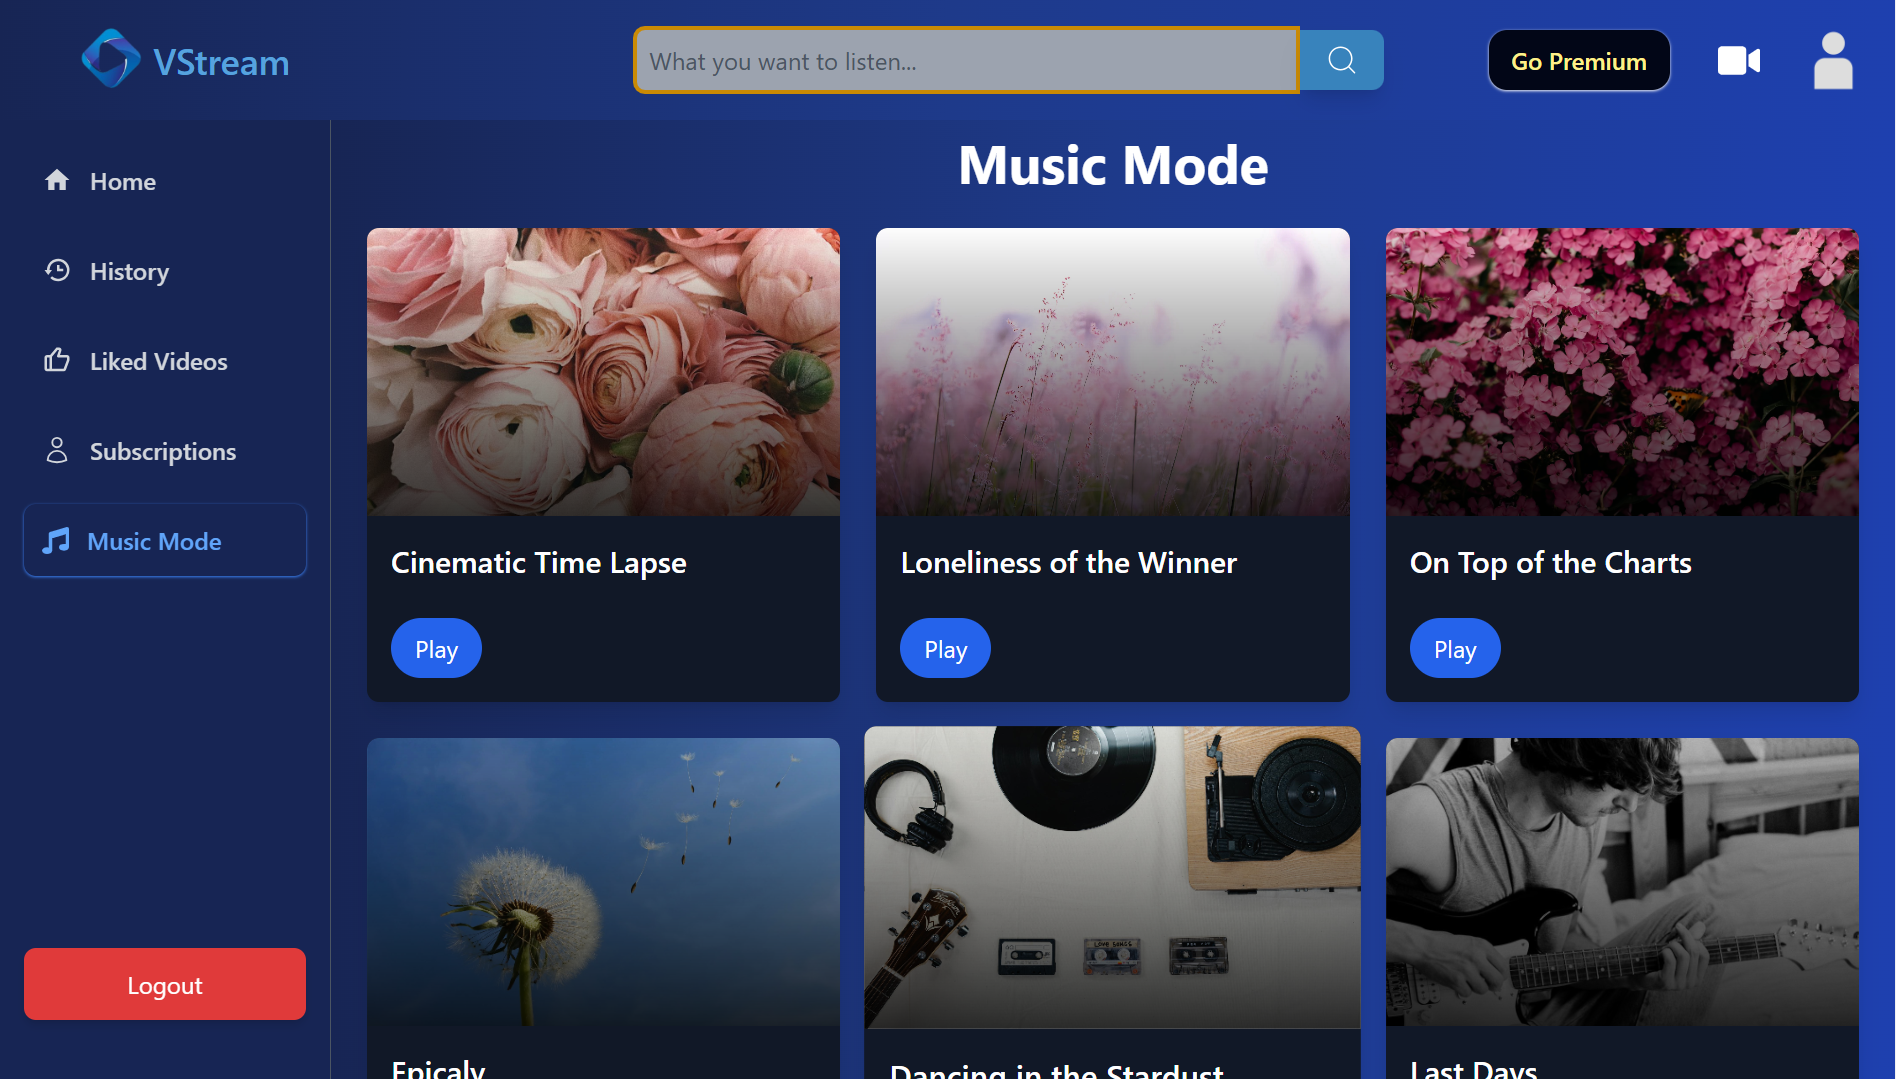 VStream
What you want to listen...
Go Premium
Music Mode
Home
History
Liked Videos
Subscriptions
Music Mode
Logout
Cinematic Time Lapse
Play
Loneliness of the Winner
Play
On Top of the Charts
Play
LOVE SONGS
Epicaly
Dancing in the Stardust
Last Days